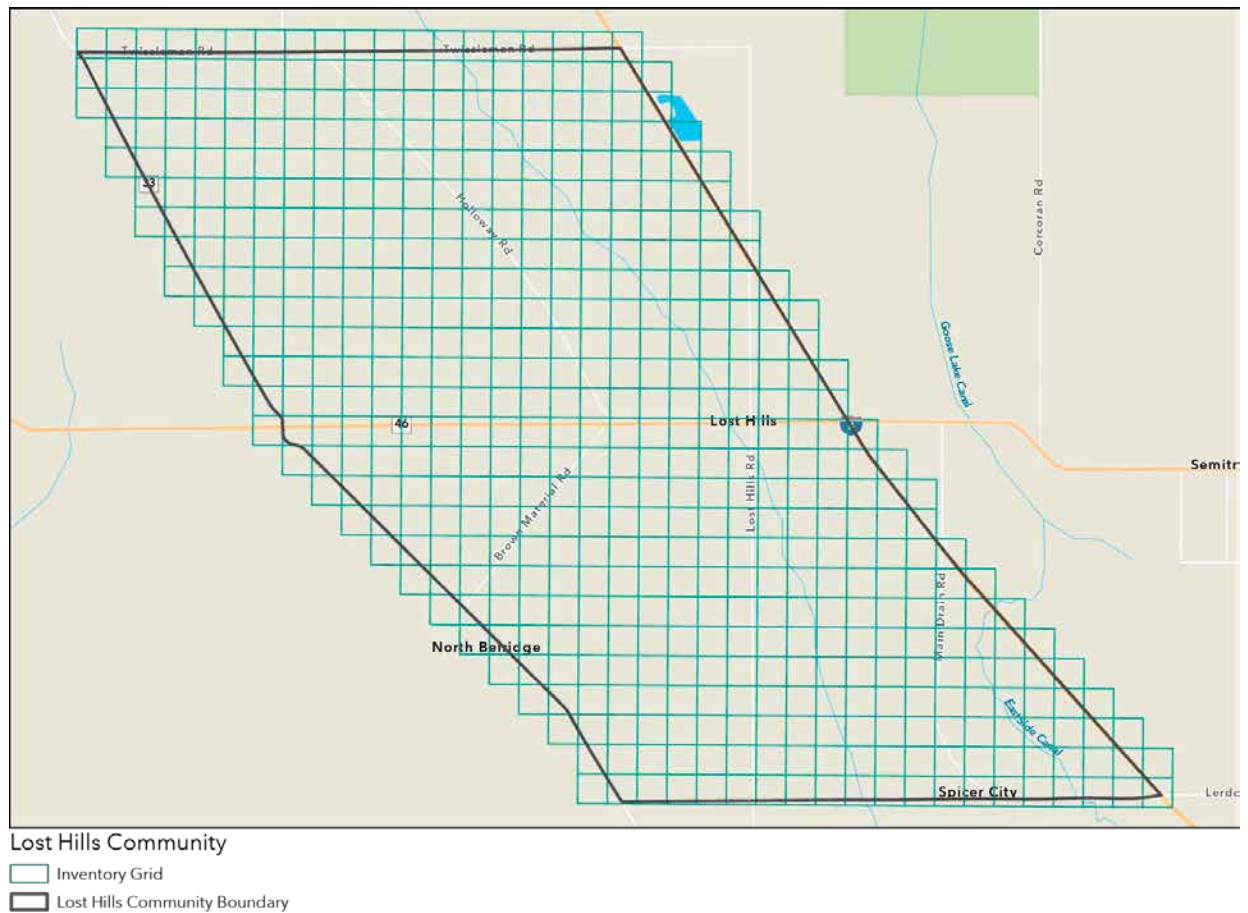 Twisselman Rd
Twisselman Rd
33
Holloway Rd
Corcoran Rd
Goose Lake Canal
46
Lost Hills
Semitr
Lost Hills Rd
Brown Material Rd
Main Drain Rd
North Belridge
Eastside Canal
Spicer City
Lerdo
Lost Hills Community
Inventory Grid
Lost Hills Community Boundary